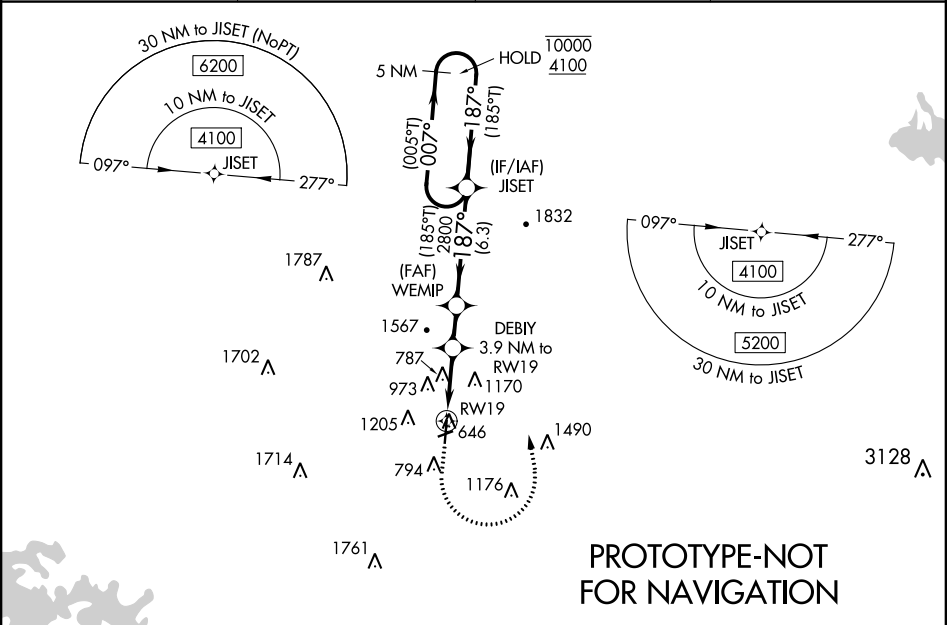 30 NM to JISET (NoPT)
6200
10 NM to JISET
4100
JISET
097°
277°
5 NM
HOLD
10000
4100
187°
(185°T)
(005°T)
007°
(IF/IAF)
JISET
(185°T)
2800
187°
(6.3)
1832
097°
277°
JISET
4100
10 NM to JISET
5200
30 NM to JISET
1787
(FAF)
WEMIP
1567
DEBIY
3.9 NM to
RW19
1702
787
973
1170
RW19
1205
646
1490
1714
794
1176
3128
1761
PROTOTYPE-NOT
FOR NAVIGATION